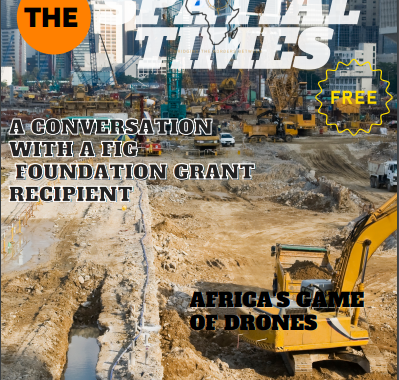 THE
SPATIAL
TIMES
FREE
A CONVERSATION
WITH A FIG
FOUNDATION GRANT
RECIPIENT
AFRICA'S GAME
OF DRONES